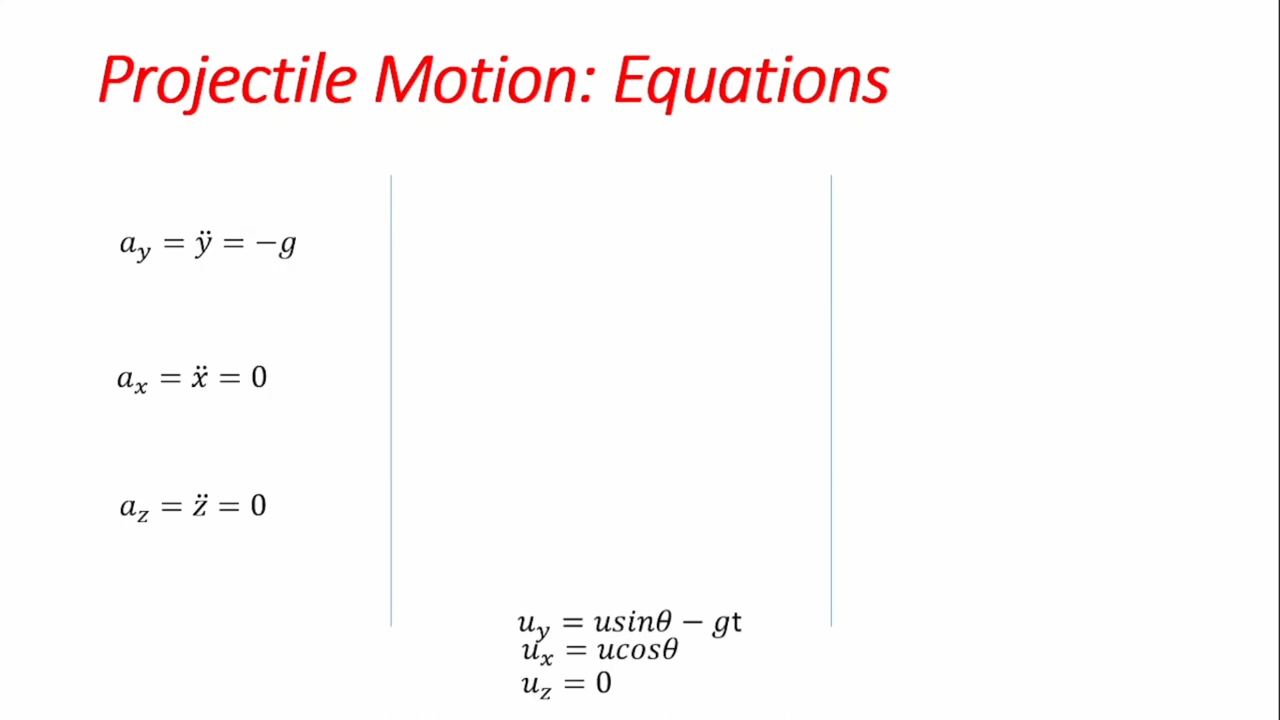 Projectile Motion: Equations
a_y = ÿ = −g
a_x = ẍ = 0
a_z = z̈ = 0
u_y = usinθ − gt
u_x = ucosθ
u_z = 0